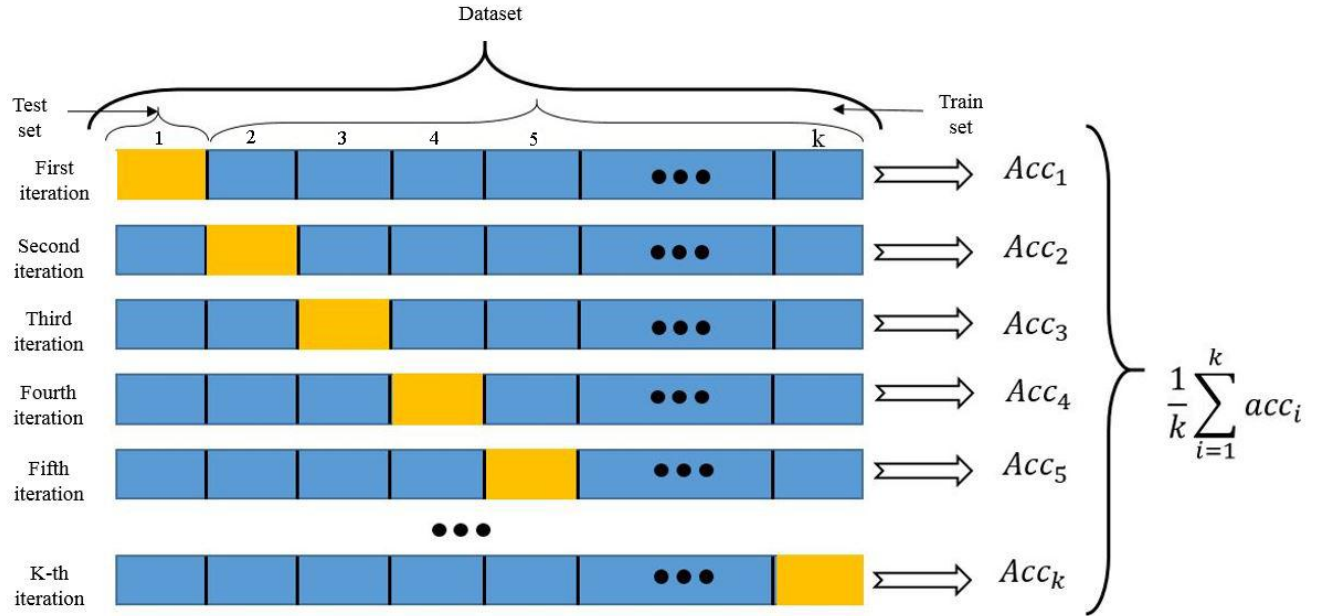 Dataset
Test
set
Train
set
1 2 3 4 5 k
First
iteration
Acc₁
Second
iteration
Acc₂
Third
iteration
Acc₃
Fourth
iteration
Acc₄
Fifth
iteration
Acc₅
K-th
iteration
Accₖ
1/k ∑ᵢ₌₁ᵏ accᵢ